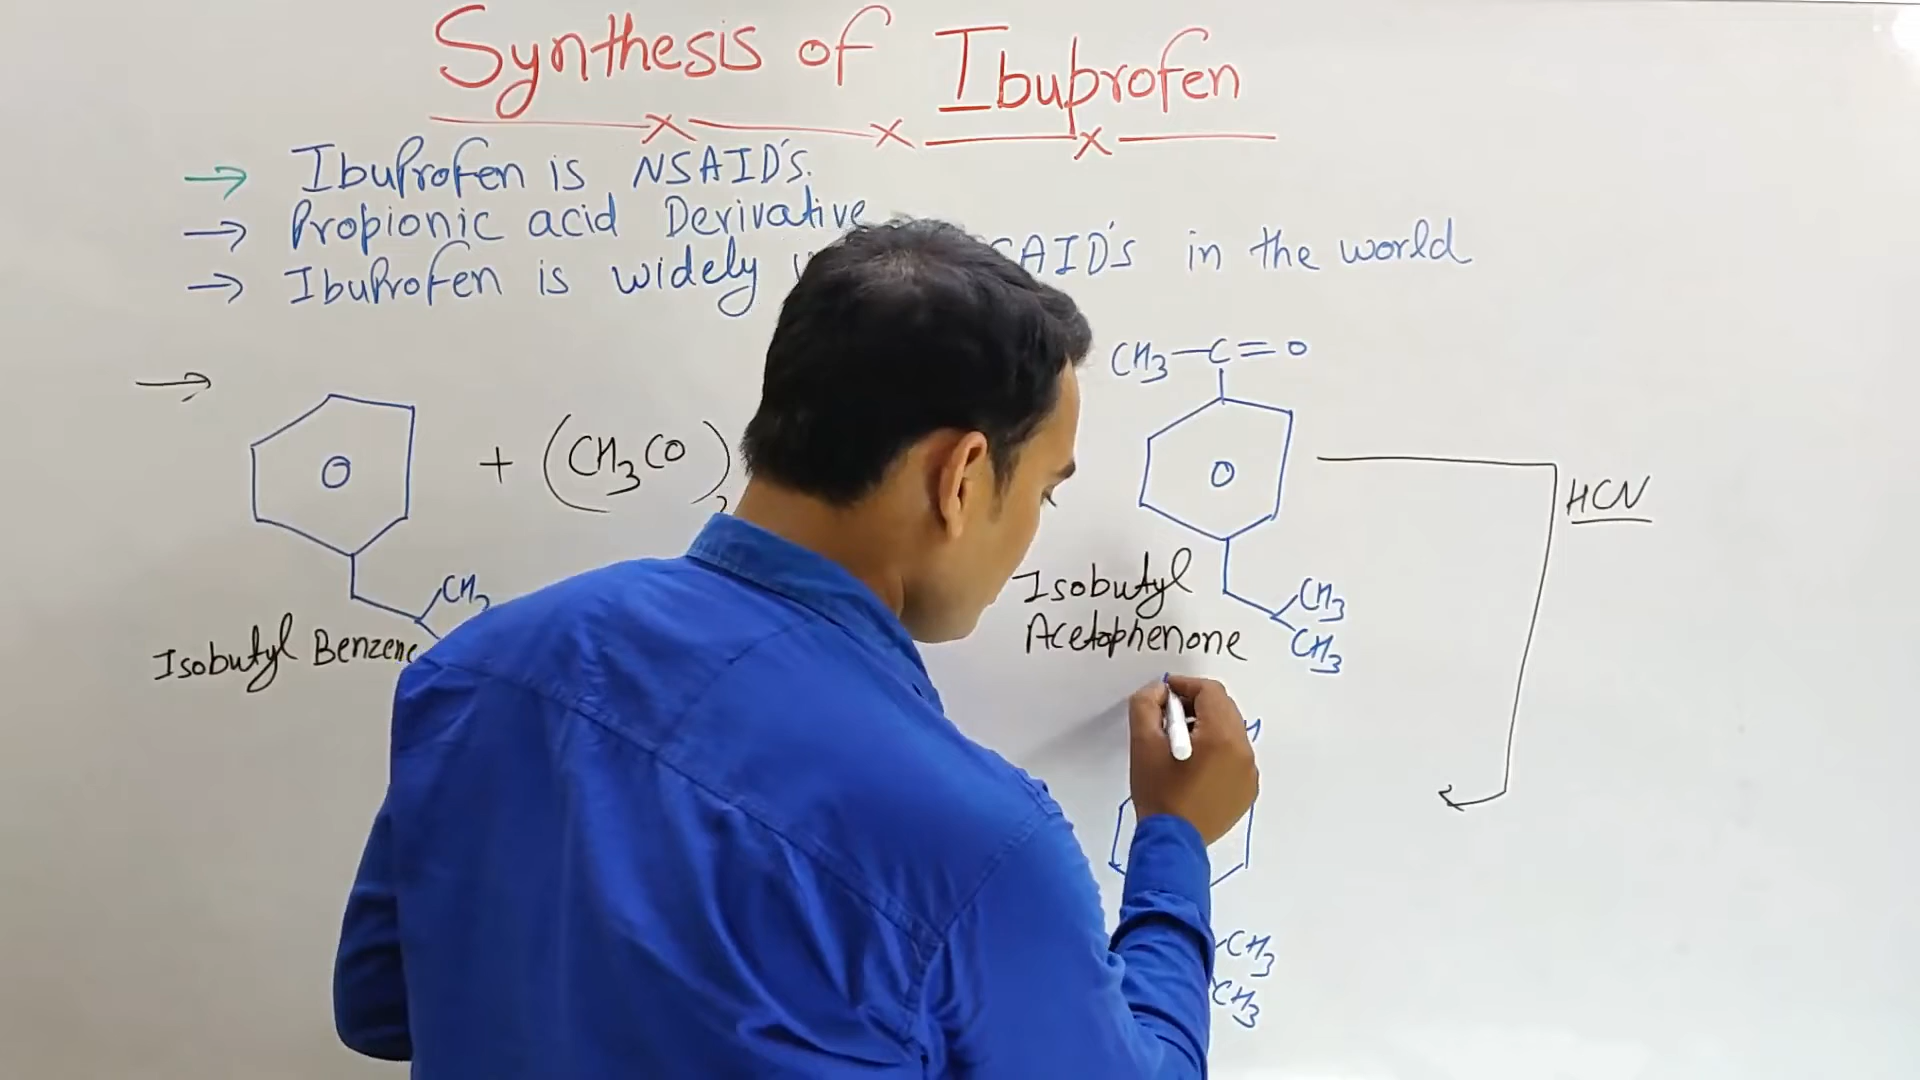 Synthesis of Ibuprofen
→ Ibuprofen is NSAID's.
→ Propionic acid Derivative
→ Ibuprofen is widely SAID's in the world
→
CH3—C=O
O + (CH3CO)2
O
HCN
CH3
Isobutyl Benzene
Isobutyl
Acetophenone
CH3
CH3
H
CH3
CH3